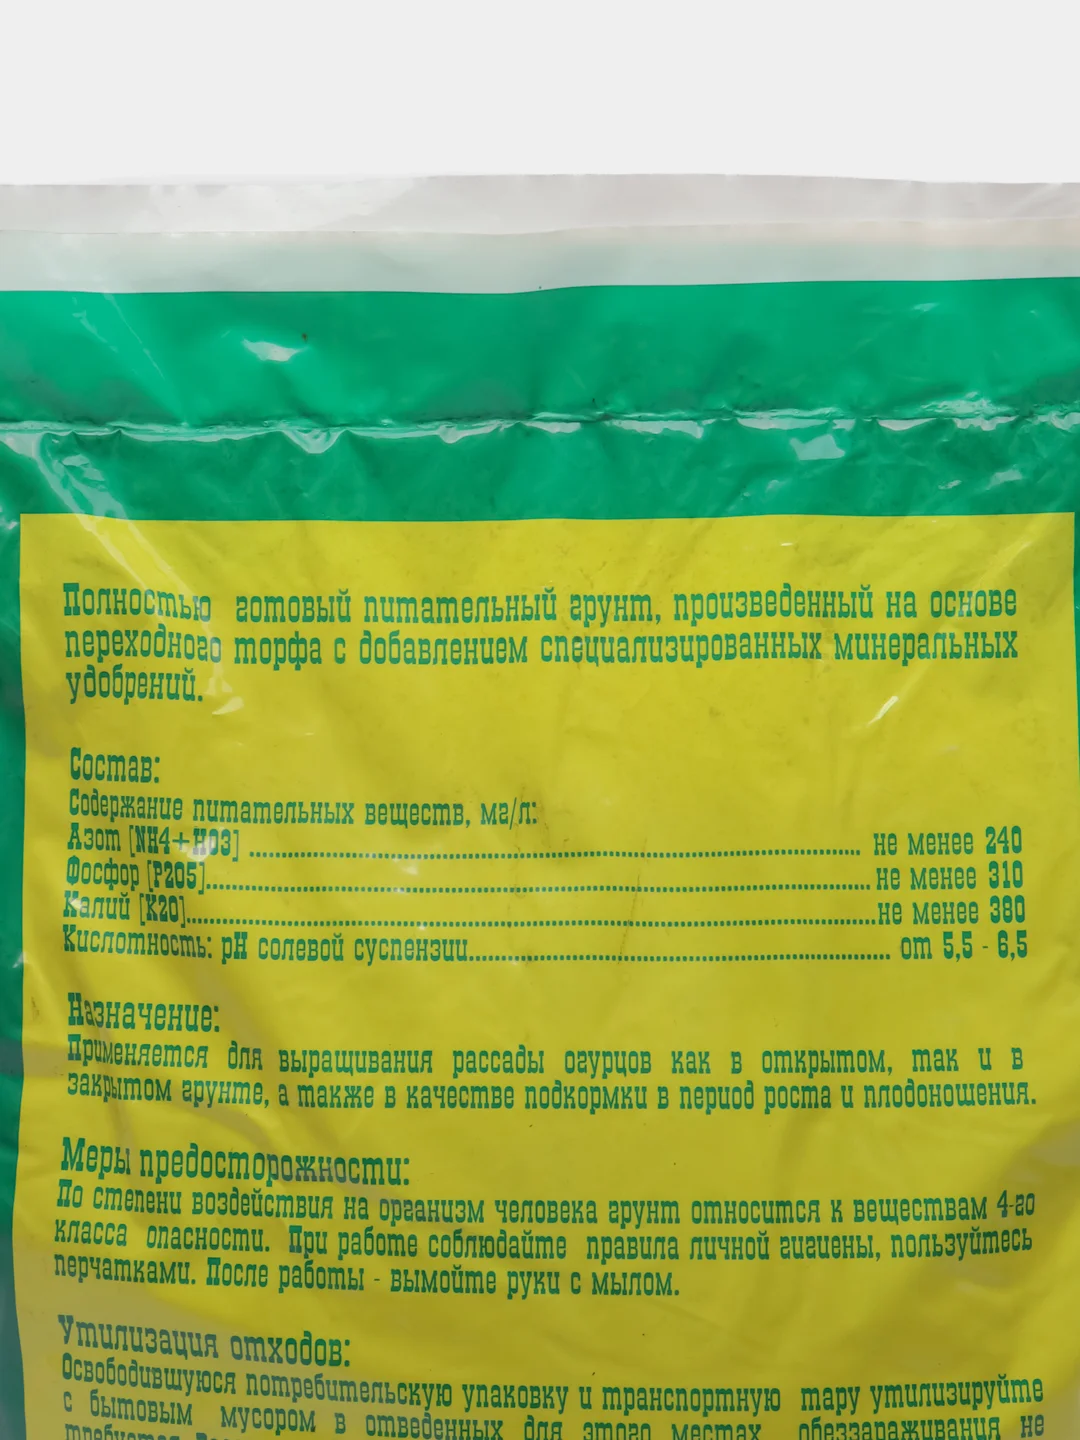 Полностью готовый питательный грунт, произведенный на основе
переходного торфа с добавлением специализированных минеральных
удобрений.
Состав:
Содержание питательных веществ, мг/л:
Азот [NH4+НО3] ........ не менее 240
Фосфор [P2O5]........ не менее 310
Калий [K2O]........не менее 380
Кислотность: pH солевой суспензии........ от 5,5 - 6,5
Назначение:
Применяется для выращивания рассады огурцов как в открытом, так и в
закрытом грунте, а также в качестве подкормки в период роста и плодоношения.
Меры предосторожности:
По степени воздействия на организм человека грунт относится к веществам 4-го
класса опасности. При работе соблюдайте правила личной гигиены, пользуйтесь
перчатками. После работы - вымойте руки с мылом.
Утилизация отходов:
Освободившуюся потребительскую упаковку и транспортную тару утилизируйте
с бытовым мусором в отведенных для этого местах, обеззараживания не